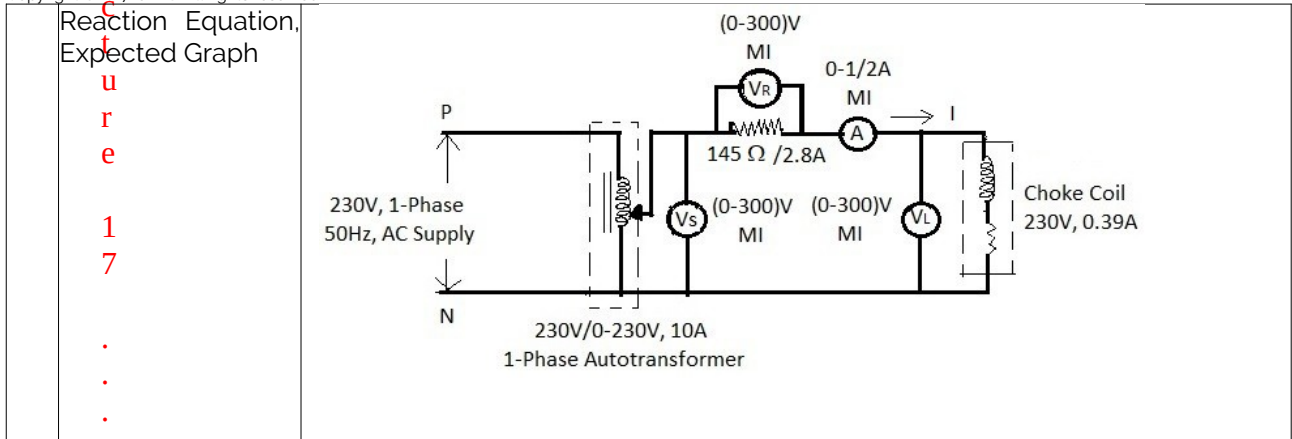 Reaction Equation,
Expected Graph
c
t
u
r
e
1
7
.
.
.
(0-300)V
MI
VR
0-1/2A
MI
A
I
145 Ω /2.8A
P
230V, 1-Phase
50Hz, AC Supply
N
Vs
(0-300)V
MI
(0-300)V
MI
VL
Choke Coil
230V, 0.39A
230V/0-230V, 10A
1-Phase Autotransformer